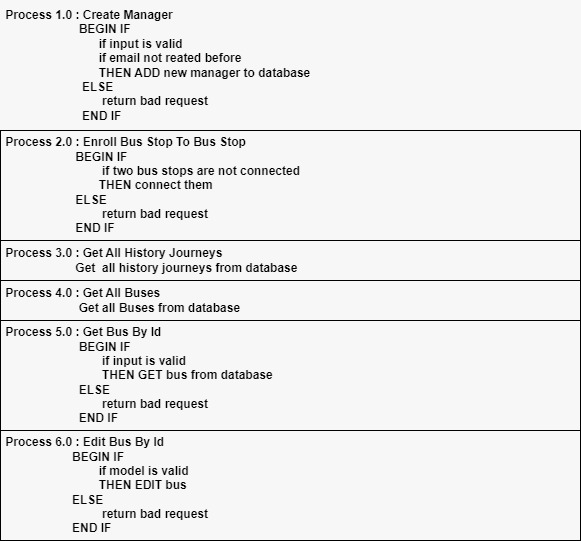 Process 1.0 : Create Manager
BEGIN IF
if input is valid
if email not reated before
THEN ADD new manager to database
ELSE
return bad request
END IF
Process 2.0 : Enroll Bus Stop To Bus Stop
BEGIN IF
if two bus stops are not connected
THEN connect them
ELSE
return bad request
END IF
Process 3.0 : Get All History Journeys
Get all history journeys from database
Process 4.0 : Get All Buses
Get all Buses from database
Process 5.0 : Get Bus By Id
BEGIN IF
if input is valid
THEN GET bus from database
ELSE
return bad request
END IF
Process 6.0 : Edit Bus By Id
BEGIN IF
if model is valid
THEN EDIT bus
ELSE
return bad request
END IF